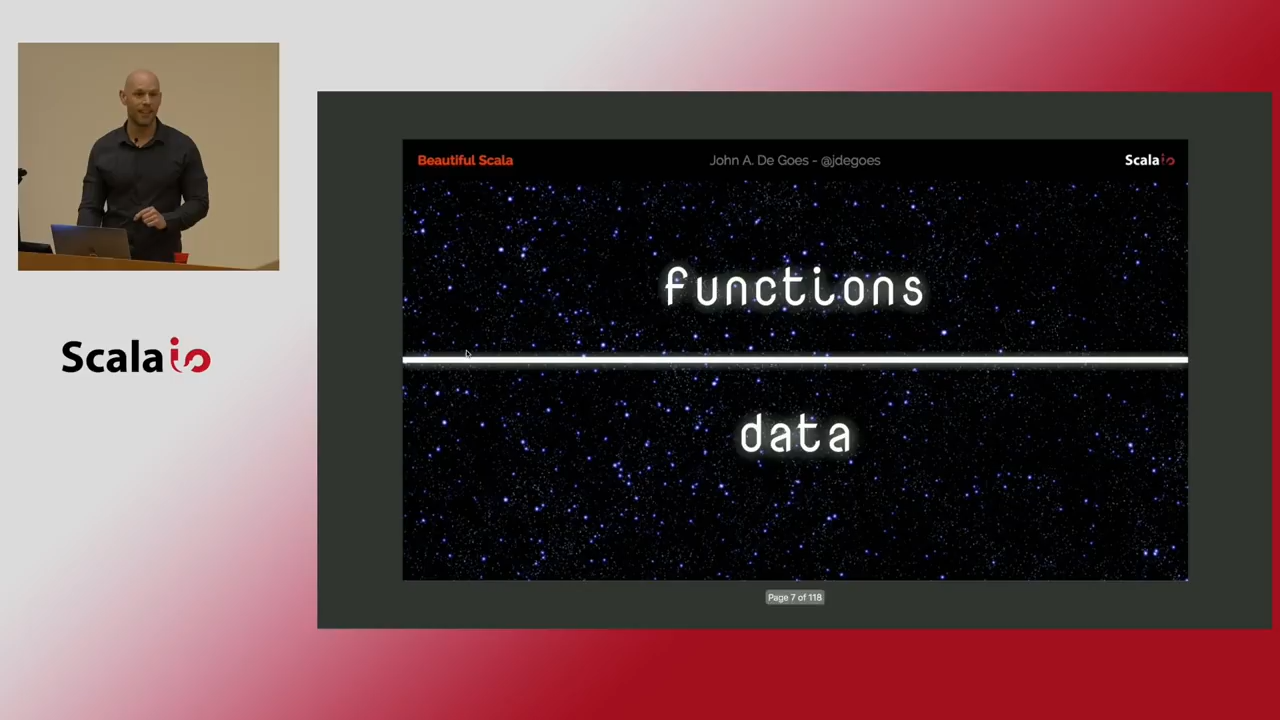 Beautiful Scala
John A. De Goes - @jdegoes
Scala io
functions
data
Scala io
Page 7 of 118